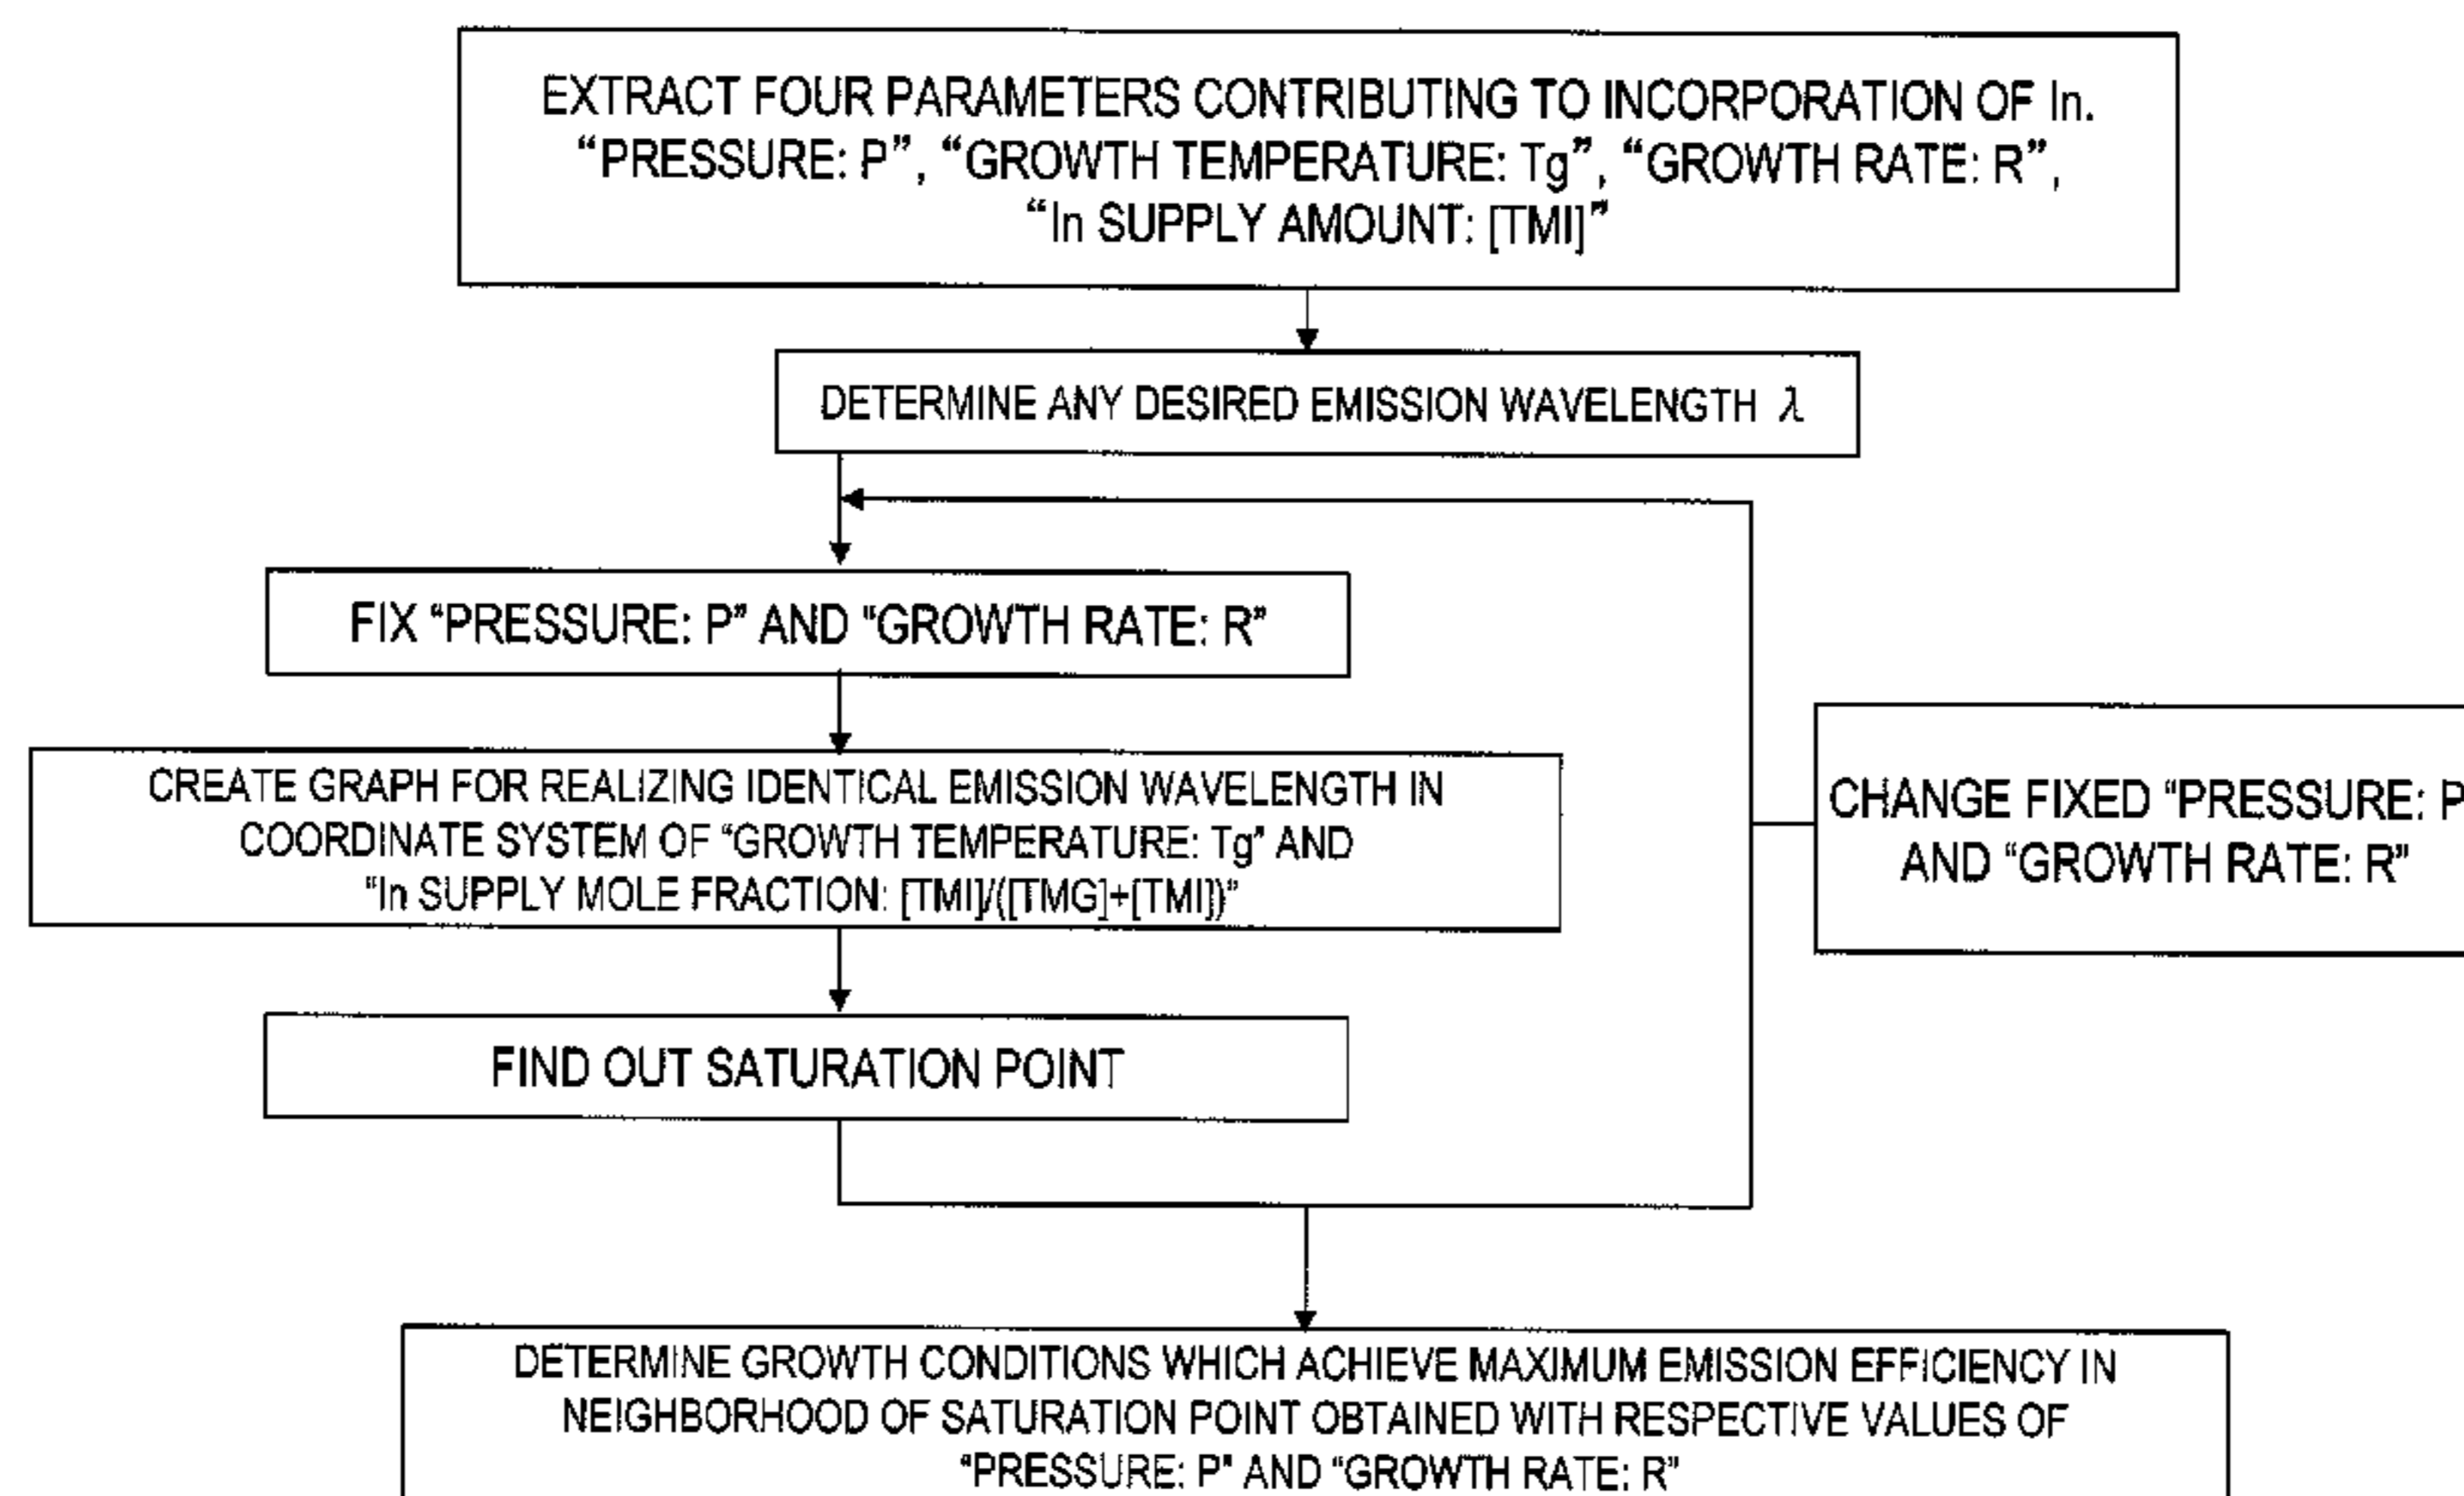 EXTRACT FOUR PARAMETERS CONTRIBUTING TO INCORPORATION OF In.
“PRESSURE: P”, “GROWTH TEMPERATURE: Tg”, “GROWTH RATE: R”,
“In SUPPLY AMOUNT: [TMI]”
DETERMINE ANY DESIRED EMISSION WAVELENGTH λ
FIX “PRESSURE: P” AND “GROWTH RATE: R”
CREATE GRAPH FOR REALIZING IDENTICAL EMISSION WAVELENGTH IN
COORDINATE SYSTEM OF “GROWTH TEMPERATURE: Tg” AND
“In SUPPLY MOLE FRACTION: [TMI]/([TMG]+[TMI])”
CHANGE FIXED “PRESSURE: P
AND “GROWTH RATE: R”
FIND OUT SATURATION POINT
DETERMINE GROWTH CONDITIONS WHICH ACHIEVE MAXIMUM EMISSION EFFICIENCY IN
NEIGHBORHOOD OF SATURATION POINT OBTAINED WITH RESPECTIVE VALUES OF
“PRESSURE: P” AND “GROWTH RATE: R”